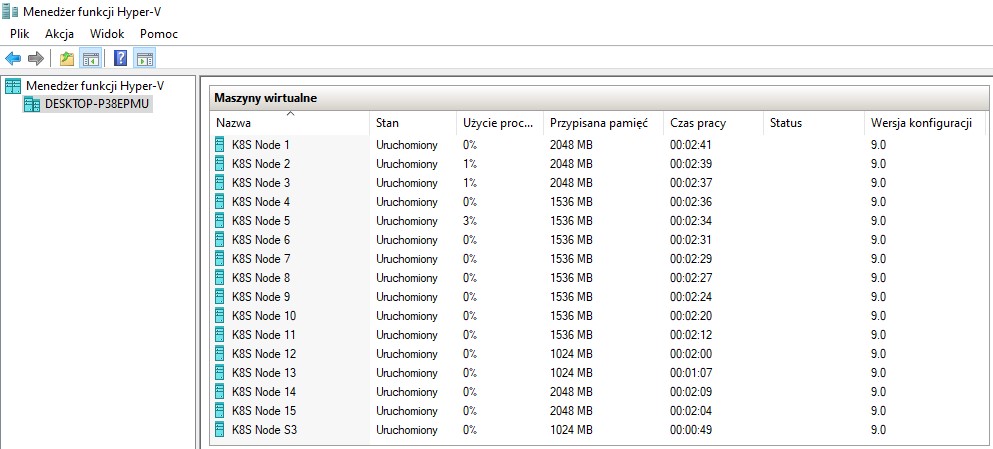 Menedżer funkcji Hyper-V
Plik Akcja Widok Pomoc
Menedżer funkcji Hyper-V
DESKTOP-P38EPMU
Maszyny wirtualne
Nazwa Stan Użycie proc... Przypisana pamięć Czas pracy Status Wersja konfiguracji
K8S Node 1 Uruchomiony 0% 2048 MB 00:02:41 9.0
K8S Node 2 Uruchomiony 1% 2048 MB 00:02:39 9.0
K8S Node 3 Uruchomiony 1% 2048 MB 00:02:37 9.0
K8S Node 4 Uruchomiony 0% 1536 MB 00:02:36 9.0
K8S Node 5 Uruchomiony 3% 1536 MB 00:02:34 9.0
K8S Node 6 Uruchomiony 0% 1536 MB 00:02:31 9.0
K8S Node 7 Uruchomiony 0% 1536 MB 00:02:29 9.0
K8S Node 8 Uruchomiony 0% 1536 MB 00:02:27 9.0
K8S Node 9 Uruchomiony 0% 1536 MB 00:02:24 9.0
K8S Node 10 Uruchomiony 0% 1536 MB 00:02:20 9.0
K8S Node 11 Uruchomiony 0% 1536 MB 00:02:12 9.0
K8S Node 12 Uruchomiony 0% 1024 MB 00:02:00 9.0
K8S Node 13 Uruchomiony 0% 1024 MB 00:01:07 9.0
K8S Node 14 Uruchomiony 0% 2048 MB 00:02:09 9.0
K8S Node 15 Uruchomiony 0% 2048 MB 00:02:04 9.0
K8S Node S3 Uruchomiony 0% 1024 MB 00:00:49 9.0